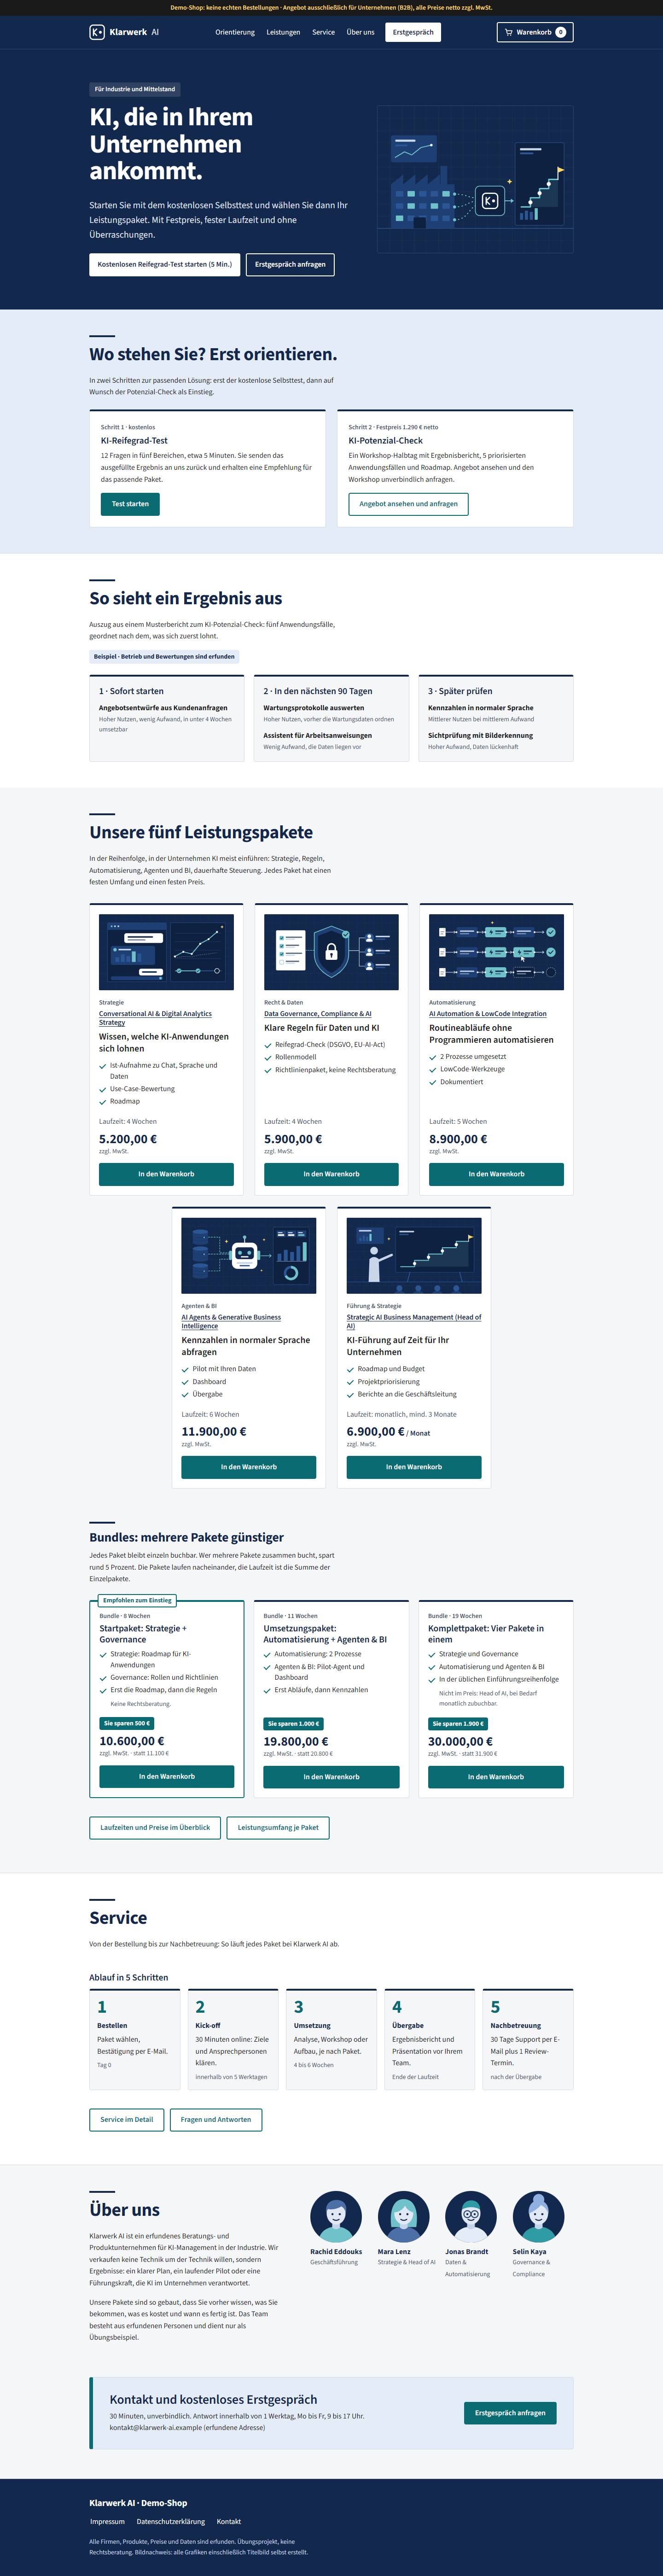 Demo-Shop: keine echten Bestellungen · Angebot ausschließlich für Unternehmen (B2B), alle Preise netto zzgl. MwSt.
K Klarwerk AI
Orientierung Leistungen Service Über uns Erstgespräch Warenkorb 0
Für Industrie und Mittelstand
KI, die in Ihrem
Unternehmen
ankommt.
Starten Sie mit dem kostenlosen Selbsttest und wählen Sie dann Ihr
Leistungspaket. Mit Festpreis, fester Laufzeit und ohne
Überraschungen.
Kostenlosen Reifegrad-Test starten (5 Min.) Erstgespräch anfragen
K
Wo stehen Sie? Erst orientieren.
In zwei Schritten zur passenden Lösung: erst der kostenlose Selbsttest, dann auf
Wunsch der Potenzial-Check als Einstieg.
Schritt 1 · kostenlos
KI-Reifegrad-Test
12 Fragen in fünf Bereichen, etwa 5 Minuten. Sie senden das
ausgefüllte Ergebnis an uns zurück und erhalten eine Empfehlung für
das passende Paket.
Test starten
Schritt 2 · Festpreis 1.290 € netto
KI-Potenzial-Check
Ein Workshop-Halbtag mit Ergebnisbericht, 5 priorisierten
Anwendungsfällen und Roadmap. Angebot ansehen und den
Workshop unverbindlich anfragen.
Angebot ansehen und anfragen
So sieht ein Ergebnis aus
Auszug aus einem Musterbericht zum KI-Potenzial-Check: fünf Anwendungsfälle,
geordnet nach dem, was sich zuerst lohnt.
Beispiel · Betrieb und Bewertungen sind erfunden
1 · Sofort starten
Angebotsentwürfe aus Kundenanfragen
Hoher Nutzen, wenig Aufwand, in unter 4 Wochen
umsetzbar
2 · In den nächsten 90 Tagen
Wartungsprotokolle auswerten
Hoher Nutzen, vorher die Wartungsdaten ordnen
Assistent für Arbeitsanweisungen
Wenig Aufwand, die Daten liegen vor
3 · Später prüfen
Kennzahlen in normaler Sprache
Mittlerer Nutzen bei mittlerem Aufwand
Sichtprüfung mit Bilderkennung
Hoher Aufwand, Daten lückenhaft
Unsere fünf Leistungspakete
In der Reihenfolge, in der Unternehmen KI meist einführen: Strategie, Regeln,
Automatisierung, Agenten und BI, dauerhafte Steuerung. Jedes Paket hat einen
festen Umfang und einen festen Preis.
Strategie
Conversational AI & Digital Analytics
Strategy
Wissen, welche KI-Anwendungen
sich lohnen
Ist-Aufnahme zu Chat, Sprache und
Daten
Use-Case-Bewertung
Roadmap
Laufzeit: 4 Wochen
5.200,00 €
zzgl. MwSt.
In den Warenkorb
Recht & Daten
Data Governance, Compliance & AI
Klare Regeln für Daten und KI
Reifegrad-Check (DSGVO, EU-AI-Act)
Rollenmodell
Richtlinienpaket, keine Rechtsberatung
Laufzeit: 4 Wochen
5.900,00 €
zzgl. MwSt.
In den Warenkorb
Automatisierung
AI Automation & LowCode Integration
Routineabläufe ohne
Programmieren automatisieren
2 Prozesse umgesetzt
LowCode-Werkzeuge
Dokumentiert
Laufzeit: 5 Wochen
8.900,00 €
zzgl. MwSt.
In den Warenkorb
Agenten & BI
AI Agents & Generative Business
Intelligence
Kennzahlen in normaler Sprache
abfragen
Pilot mit Ihren Daten
Dashboard
Übergabe
Laufzeit: 6 Wochen
11.900,00 €
zzgl. MwSt.
In den Warenkorb
Führung & Strategie
Strategic AI Business Management (Head of
AI)
KI-Führung auf Zeit für Ihr
Unternehmen
Roadmap und Budget
Projektpriorisierung
Berichte an die Geschäftsleitung
Laufzeit: monatlich, mind. 3 Monate
6.900,00 € / Monat
zzgl. MwSt.
In den Warenkorb
Bundles: mehrere Pakete günstiger
Jedes Paket bleibt einzeln buchbar. Wer mehrere Pakete zusammen bucht, spart
rund 5 Prozent. Die Pakete laufen nacheinander, die Laufzeit ist die Summe der
Einzelpakete.
Empfohlen zum Einstieg
Bundle · 8 Wochen
Startpaket: Strategie +
Governance
Strategie: Roadmap für KI-
Anwendungen
Governance: Rollen und Richtlinien
Erst die Roadmap, dann die Regeln
Keine Rechtsberatung.
Sie sparen 500 €
10.600,00 €
zzgl. MwSt. · statt 11.100 €
In den Warenkorb
Bundle · 11 Wochen
Umsetzungspaket:
Automatisierung + Agenten & BI
Automatisierung: 2 Prozesse
Agenten & BI: Pilot-Agent und
Dashboard
Erst Abläufe, dann Kennzahlen
Sie sparen 1.000 €
19.800,00 €
zzgl. MwSt. · statt 20.800 €
In den Warenkorb
Bundle · 19 Wochen
Komplettpaket: Vier Pakete in
einem
Strategie und Governance
Automatisierung und Agenten & BI
In der üblichen Einführungsreihenfolge
Nicht im Preis: Head of AI, bei Bedarf
monatlich zubuchbar.
Sie sparen 1.900 €
30.000,00 €
zzgl. MwSt. · statt 31.900 €
In den Warenkorb
Laufzeiten und Preise im Überblick Leistungsumfang je Paket
Service
Von der Bestellung bis zur Nachbetreuung: So läuft jedes Paket bei Klarwerk AI ab.
Ablauf in 5 Schritten
1
Bestellen
Paket wählen,
Bestätigung per E-Mail.
Tag 0
2
Kick-off
30 Minuten online: Ziele
und Ansprechpersonen
klären.
innerhalb von 5 Werktagen
3
Umsetzung
Analyse, Workshop oder
Aufbau, je nach Paket.
4 bis 6 Wochen
4
Übergabe
Ergebnisbericht und
Präsentation vor Ihrem
Team.
Ende der Laufzeit
5
Nachbetreuung
30 Tage Support per E-
Mail plus 1 Review-
Termin.
nach der Übergabe
Service im Detail Fragen und Antworten
Über uns
Klarwerk AI ist ein erfundenes Beratungs- und
Produktunternehmen für KI-Management in der Industrie. Wir
verkaufen keine Technik um der Technik willen, sondern
Ergebnisse: ein klarer Plan, ein laufender Pilot oder eine
Führungskraft, die KI im Unternehmen verantwortet.
Unsere Pakete sind so gebaut, dass Sie vorher wissen, was Sie
bekommen, was es kostet und wann es fertig ist. Das Team
besteht aus erfundenen Personen und dient nur als
Übungsbeispiel.
Rachid Eddouks
Geschäftsführung
Mara Lenz
Strategie & Head of AI
Jonas Brandt
Daten &
Automatisierung
Selin Kaya
Governance &
Compliance
Kontakt und kostenloses Erstgespräch
30 Minuten, unverbindlich. Antwort innerhalb von 1 Werktag, Mo bis Fr, 9 bis 17 Uhr.
kontakt@klarwerk-ai.example (erfundene Adresse)
Erstgespräch anfragen
Klarwerk AI · Demo-Shop
Impressum Datenschutzerklärung Kontakt
Alle Firmen, Produkte, Preise und Daten sind erfunden. Übungsprojekt, keine
Rechtsberatung. Bildnachweis: alle Grafiken einschließlich Titelbild selbst erstellt.